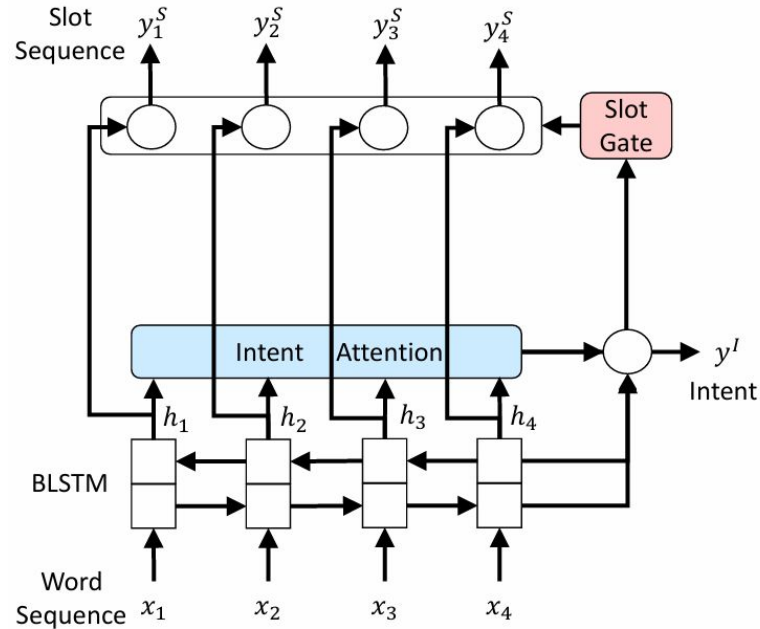 Slot
Sequence
y_1^S y_2^S y_3^S y_4^S
Slot
Gate
Intent Attention
y^I
Intent
h_1 h_2 h_3 h_4
BLSTM
Word
Sequence
x_1 x_2 x_3 x_4